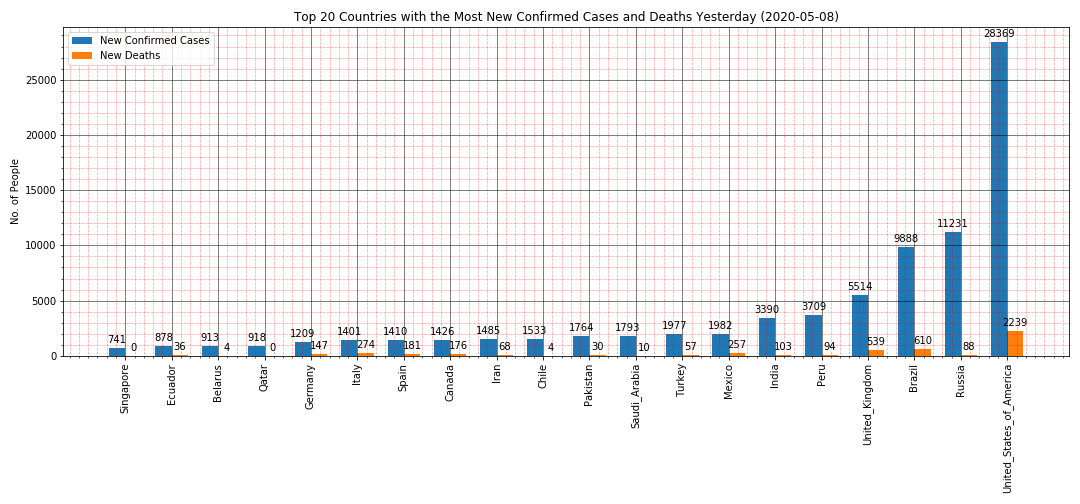 Top 20 Countries with the Most New Confirmed Cases and Deaths Yesterday (2020-05-08)
New Confirmed Cases
New Deaths
No. of People
25000
20000
15000
10000
5000
0
741 0
878 36
913 4
918 0
1209 147
1401 274
1410 181
1426 176
1485 68
1533 4
1764 30
1793 10
1977 57
1982 257
3390 103
3709 94
5514 539
9888 610
11231 88
28369 2239
Singapore
Ecuador
Belarus
Qatar
Germany
Italy
Spain
Canada
Iran
Chile
Pakistan
Saudi_Arabia
Turkey
Mexico
India
Peru
United_Kingdom
Brazil
Russia
United_States_of_America